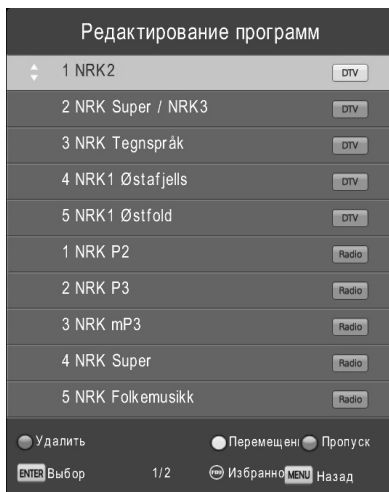 Редактирование программ
1 NRK2 DTV
2 NRK Super / NRK3 DTV
3 NRK Tegnspråk DTV
4 NRK1 Østafjells DTV
5 NRK1 Østfold DTV
1 NRK P2 Radio
2 NRK P3 Radio
3 NRK mP3 Radio
4 NRK Super Radio
5 NRK Folkemusikk Radio
Удалить Перемещен Пропуск
ENTER Выбор 1/2 FAV Избранно MENU Назад